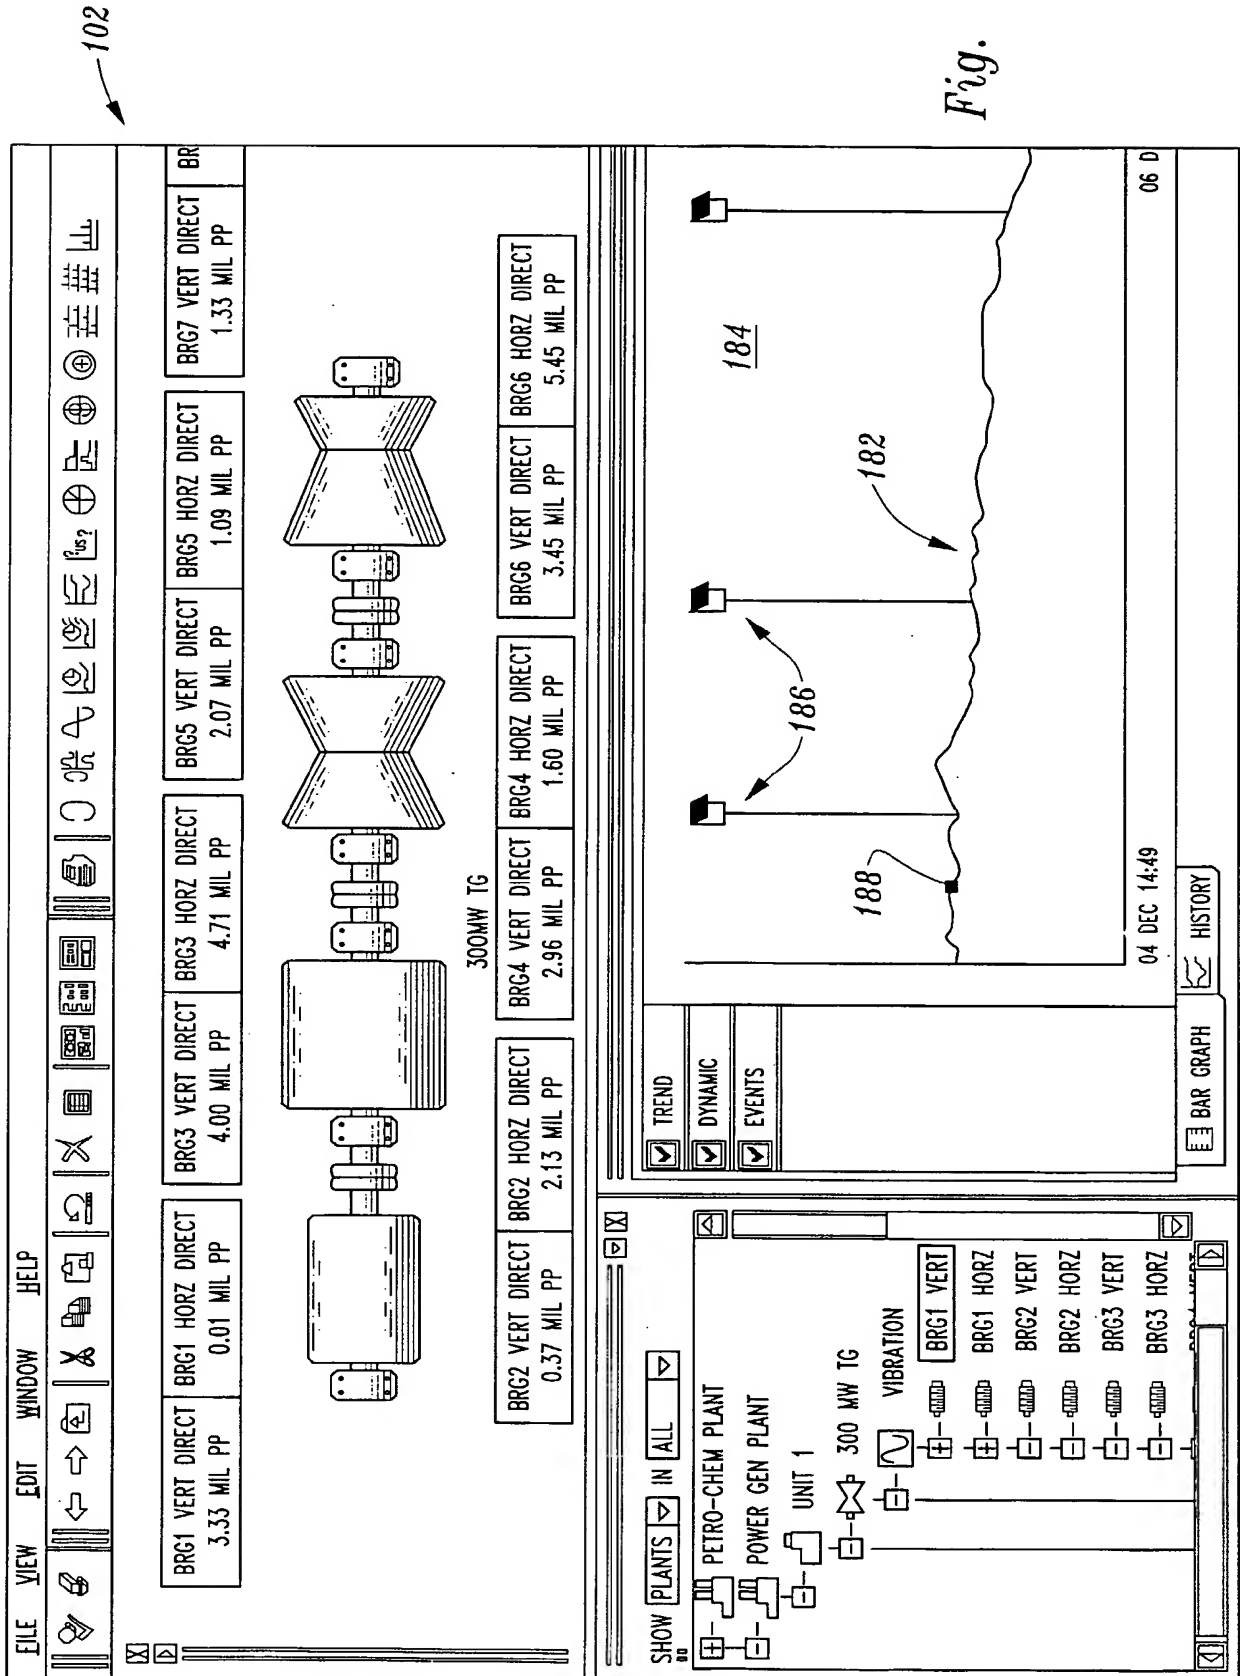 102
FILE VIEW EDIT WINDOW HELP
?us?
BRG1 VERT DIRECT
3.33 MIL PP
BRG1 HORZ DIRECT
0.01 MIL PP
BRG3 VERT DIRECT
4.00 MIL PP
BRG3 HORZ DIRECT
4.71 MIL PP
BRG5 VERT DIRECT
2.07 MIL PP
BRG5 HORZ DIRECT
1.09 MIL PP
BRG7 VERT DIRECT
1.33 MIL PP
BR
300MW TG
BRG2 VERT DIRECT
0.37 MIL PP
BRG2 HORZ DIRECT
2.13 MIL PP
BRG4 VERT DIRECT
2.96 MIL PP
BRG4 HORZ DIRECT
1.60 MIL PP
BRG6 VERT DIRECT
3.45 MIL PP
BRG6 HORZ DIRECT
5.45 MIL PP
SHOW PLANTS IN ALL
PETRO-CHEM PLANT
POWER GEN PLANT
UNIT 1
300 MW TG
VIBRATION
BRG1 VERT
BRG1 HORZ
BRG2 VERT
BRG2 HORZ
BRG3 VERT
BRG3 HORZ
TREND
DYNAMIC
EVENTS
188
186
182
184
04 DEC 14:49
06 D
BAR GRAPH
HISTORY
Fig.